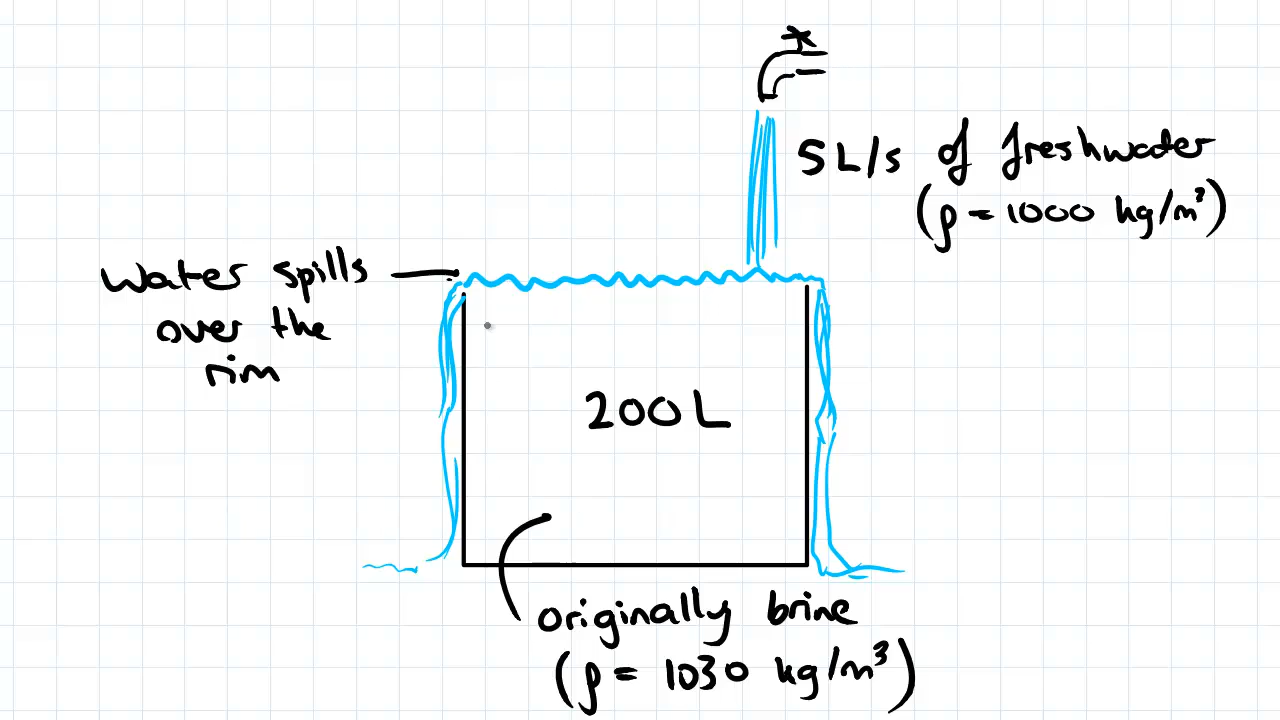 5 L/s of freshwater
(ρ = 1000 kg/m³)
Water spills
over the
rim
200 L
originally brine
(ρ = 1030 kg/m³)